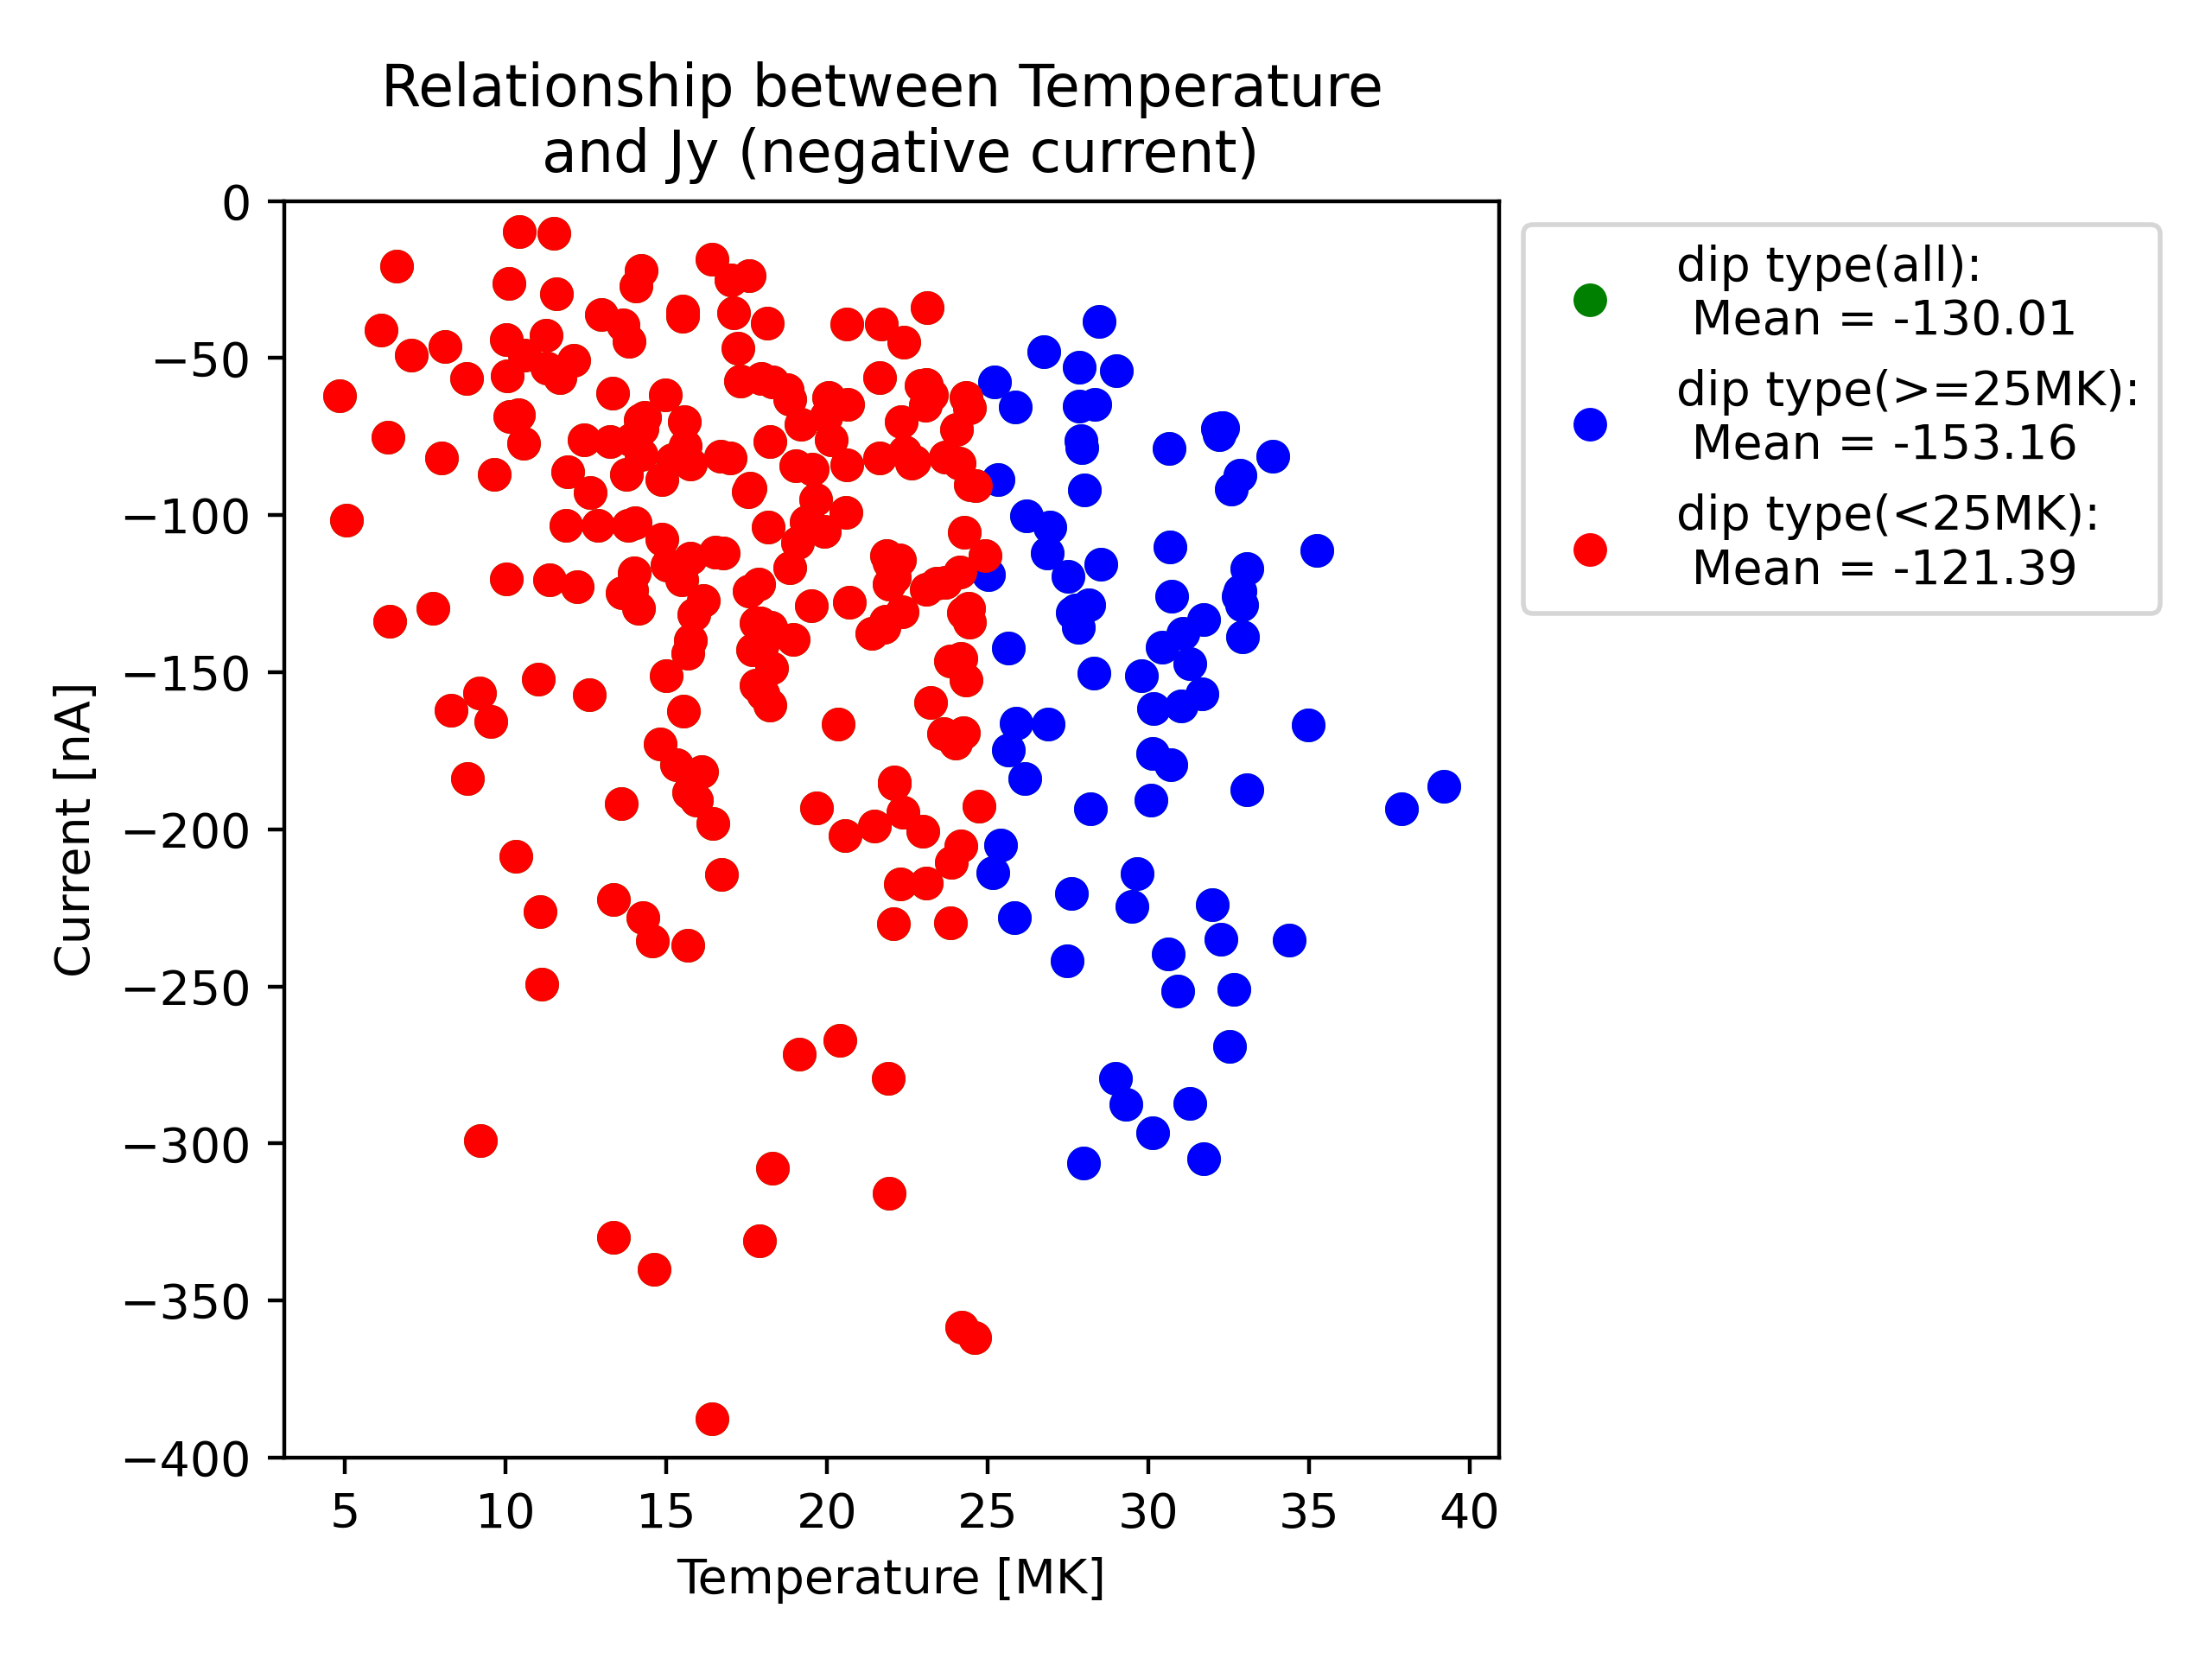 Relationship between Temperature
and Jy (negative current)
0
−50
−100
−150
−200
−250
−300
−350
−400
Current [nA]
5 10 15 20 25 30 35 40
Temperature [MK]
dip type(all):
Mean = -130.01
dip type(>=25MK):
Mean = -153.16
dip type(<25MK):
Mean = -121.39